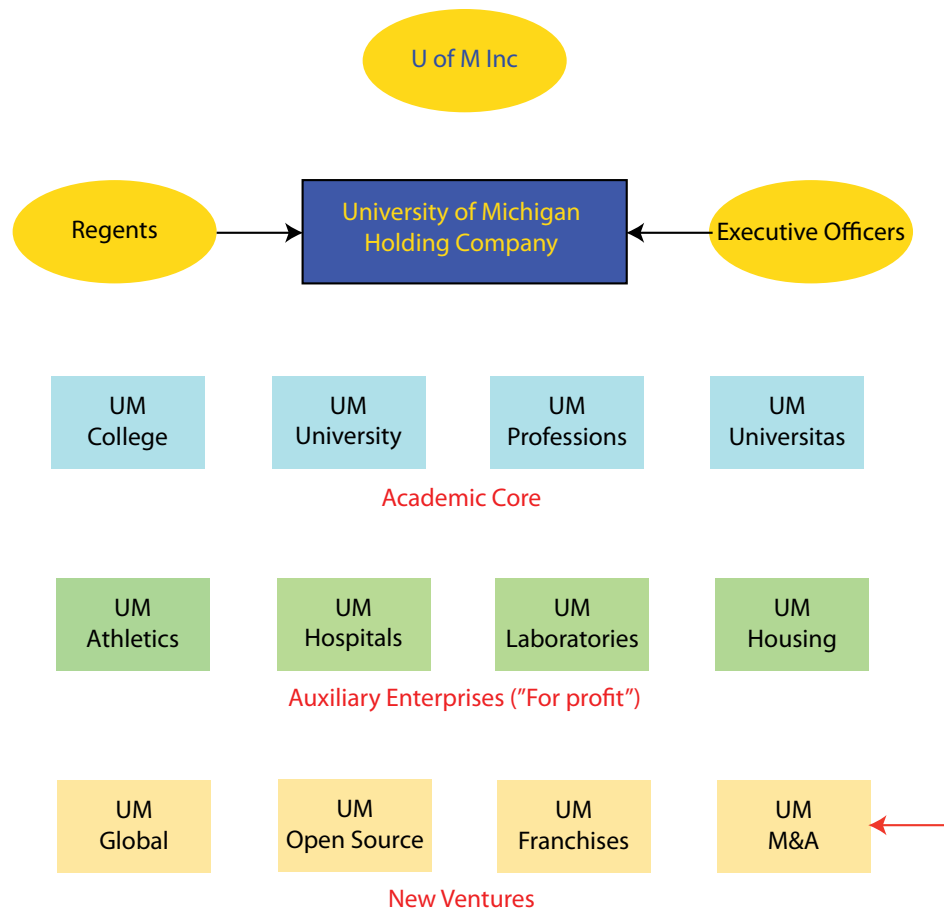 U of M Inc
Regents
University of Michigan
Holding Company
Executive Officers
UM
College
UM
University
UM
Professions
UM
Universitas
Academic Core
UM
Athletics
UM
Hospitals
UM
Laboratories
UM
Housing
Auxiliary Enterprises (”For profit”)
UM
Global
UM
Open Source
UM
Franchises
UM
M&A
New Ventures